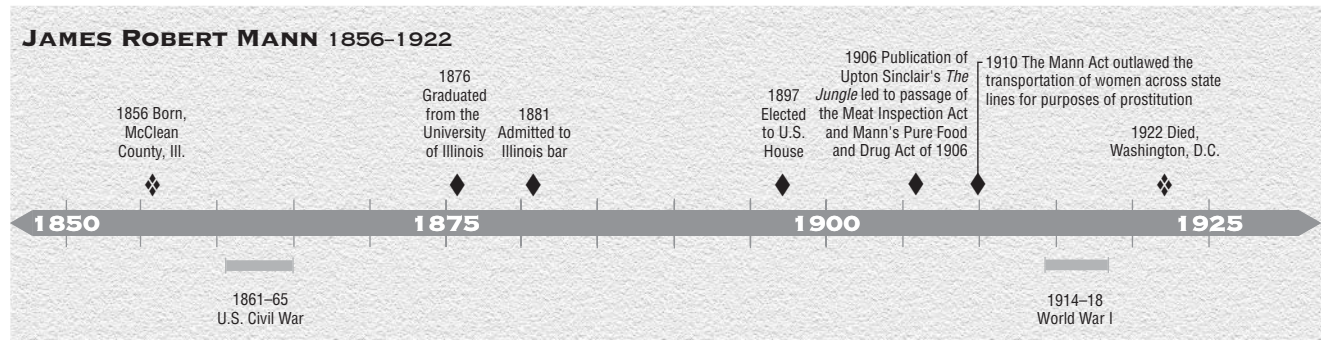 JAMES ROBERT MANN 1856–1922
1856 Born,
McClean
County, Ill.
1876
Graduated
from the
University
of Illinois
1881
Admitted to
Illinois bar
1897
Elected
to U.S.
House
1906 Publication of
Upton Sinclair's The
Jungle led to passage of
the Meat Inspection Act
and Mann's Pure Food
and Drug Act of 1906
1910 The Mann Act outlawed the
transportation of women across state
lines for purposes of prostitution
1922 Died,
Washington, D.C.
1850
1875
1900
1925
1861–65
U.S. Civil War
1914–18
World War I